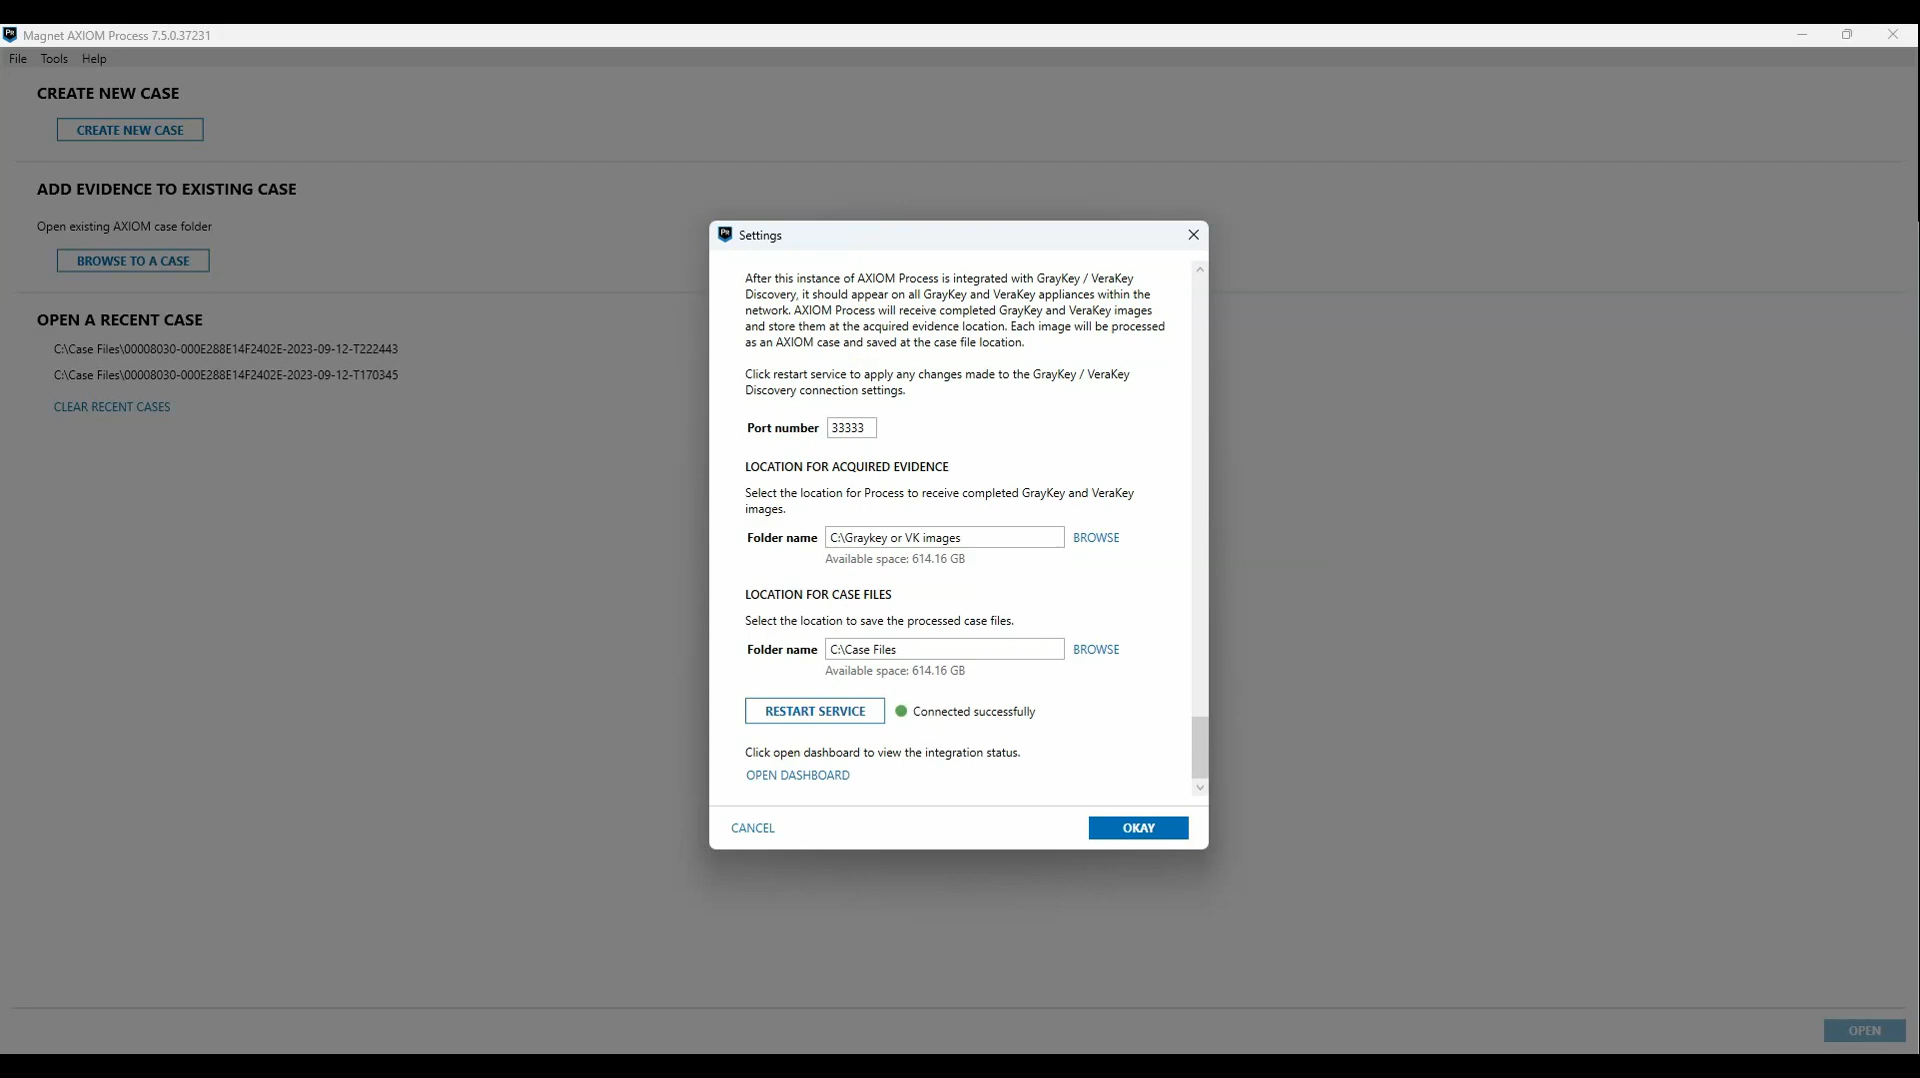 Magnet AXIOM Process 7.5.0.37231
File Tools Help
CREATE NEW CASE
CREATE NEW CASE
ADD EVIDENCE TO EXISTING CASE
Open existing AXIOM case folder
BROWSE TO A CASE
OPEN A RECENT CASE
C:\Case Files\00008030-000E288E14F2402E-2023-09-12-T222443
C:\Case Files\00008030-000E288E14F2402E-2023-09-12-T170345
CLEAR RECENT CASES
Settings
After this instance of AXIOM Process is integrated with GrayKey / VeraKey
Discovery, it should appear on all GrayKey and VeraKey appliances within the
network. AXIOM Process will receive completed GrayKey and VeraKey images
and store them at the acquired evidence location. Each image will be processed
as an AXIOM case and saved at the case file location.
Click restart service to apply any changes made to the GrayKey / VeraKey
Discovery connection settings.
Port number 33333
LOCATION FOR ACQUIRED EVIDENCE
Select the location for Process to receive completed GrayKey and VeraKey
images.
Folder name C:\Graykey or VK images BROWSE
Available space: 614.16 GB
LOCATION FOR CASE FILES
Select the location to save the processed case files.
Folder name C:\Case Files BROWSE
Available space: 614.16 GB
RESTART SERVICE Connected successfully
Click open dashboard to view the integration status.
OPEN DASHBOARD
CANCEL OKAY
OPEN